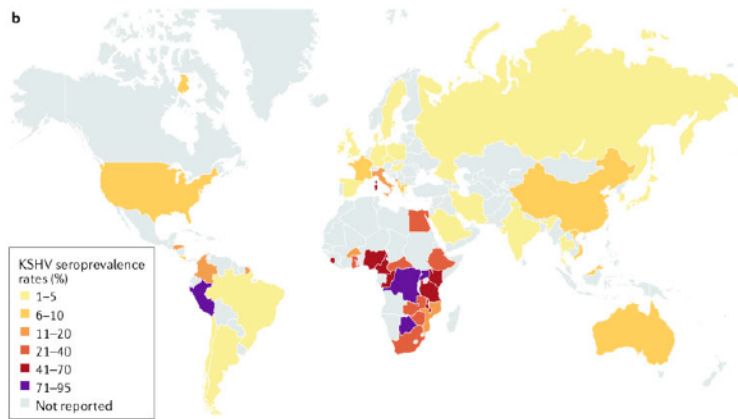 b
KSHV seroprevalence
rates (%)
1–5
6–10
11–20
21–40
41–70
71–95
Not reported